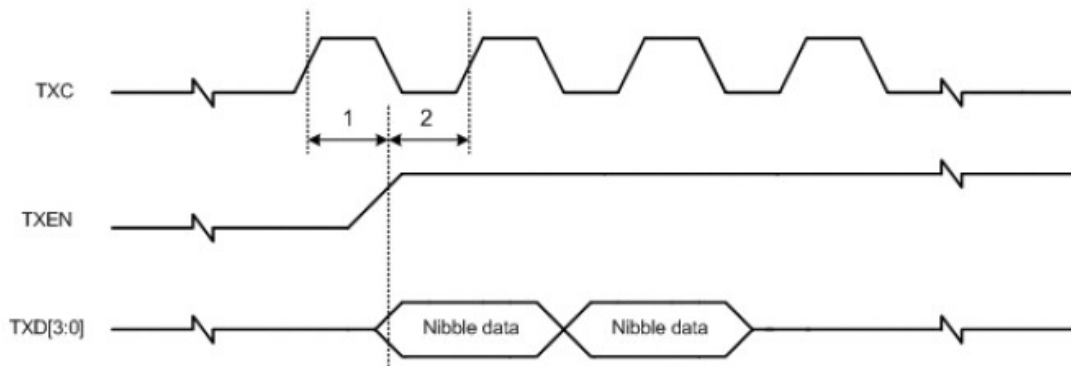 TXC
1 2
TXEN
TXD[3:0] Nibble data Nibble data